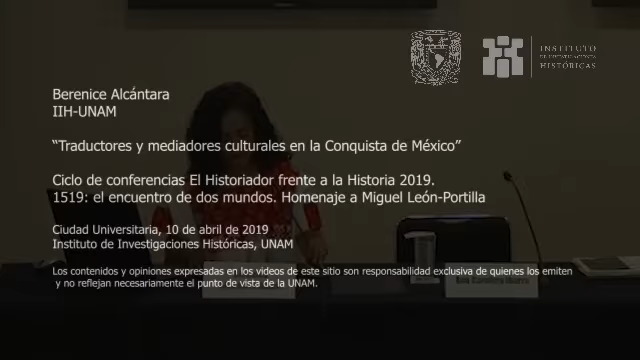 INSTITUTO
DE INVESTIGACIONES
HISTÓRICAS
Berenice Alcántara
IIH-UNAM
“Traductores y mediadores culturales en la Conquista de México”
Ciclo de conferencias El Historiador frente a la Historia 2019.
1519: el encuentro de dos mundos. Homenaje a Miguel León-Portilla
Ciudad Universitaria, 10 de abril de 2019
Instituto de Investigaciones Históricas, UNAM
Los contenidos y opiniones expresadas en los videos de este sitio son responsabilidad exclusiva de quienes los emiten
y no reflejan necesariamente el punto de vista de la UNAM.